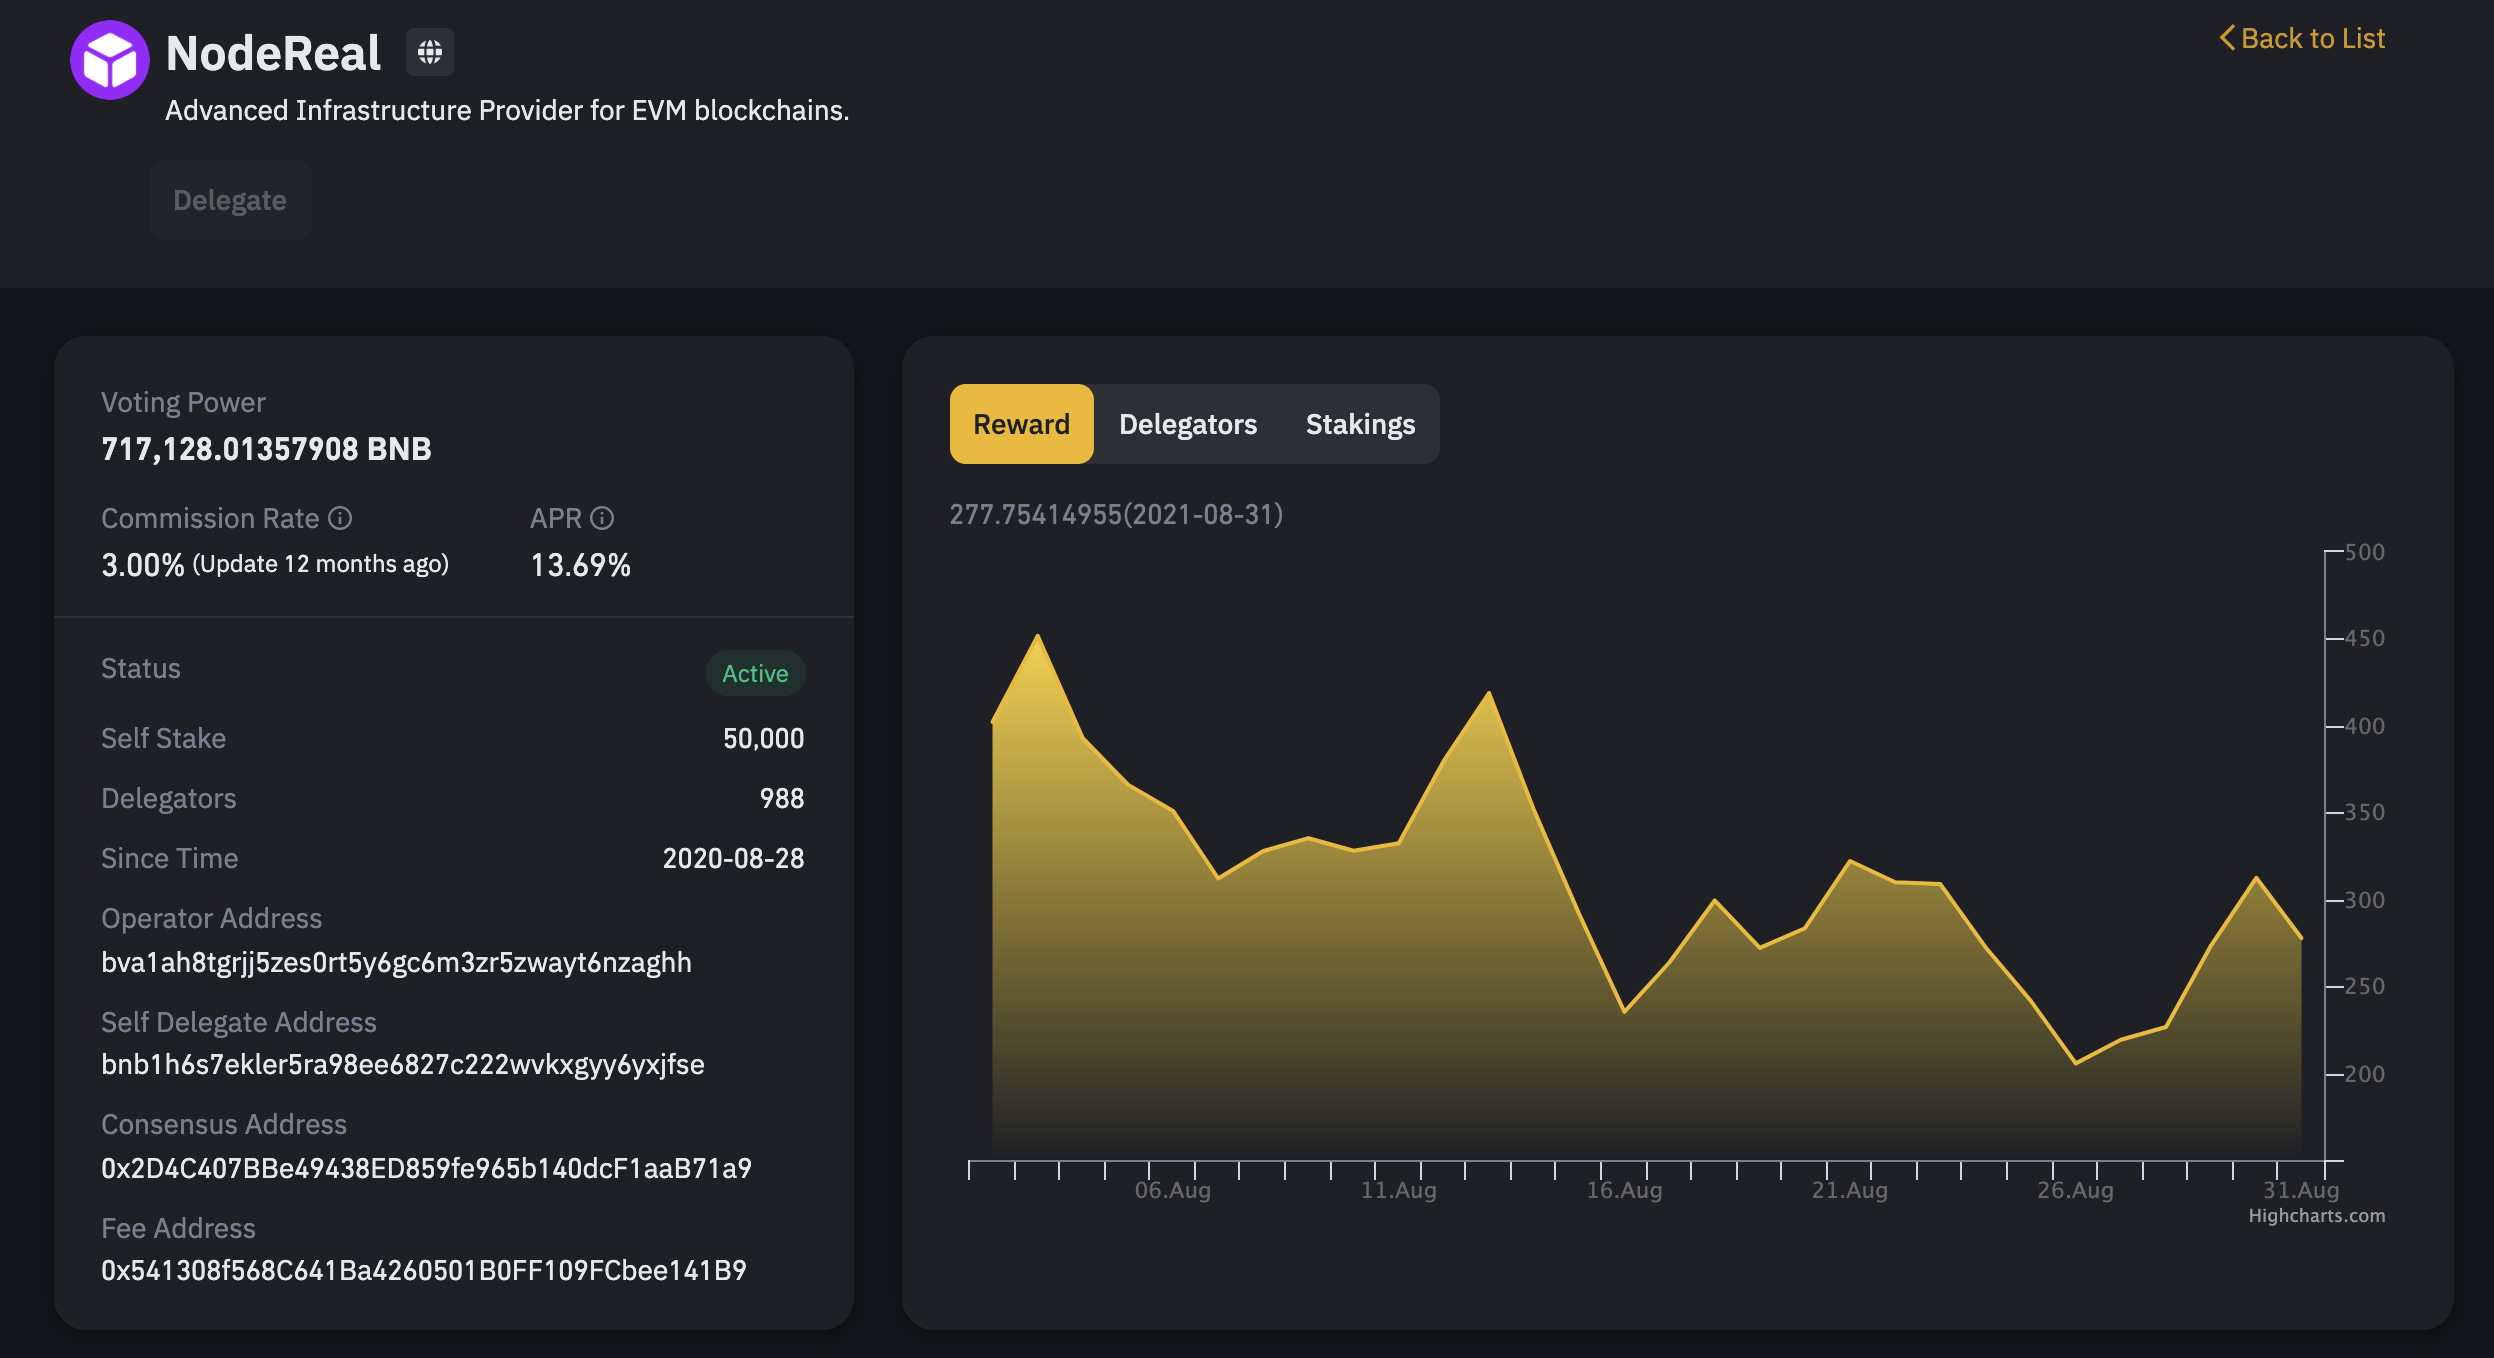 NodeReal
Back to List
Advanced Infrastructure Provider for EVM blockchains.
Delegate
Voting Power
717,128.01357908 BNB
Commission Rate
3.00% (Update 12 months ago)
APR
13.69%
Status
Active
Self Stake
50,000
Delegators
988
Since Time
2020-08-28
Operator Address
bva1ah8tgrjj5zes0rt5y6gc6m3zr5zwayt6nzaghh
Self Delegate Address
bnb1h6s7ekler5ra98ee6827c222wvkxgyy6yxjfse
Consensus Address
0x2D4C407BBe49438ED859fe965b140dcF1aaB71a9
Fee Address
0x541308f568C641Ba4260501B0FF109FCbee141B9
Reward
Delegators
Stakings
277.75414955(2021-08-31)
500
450
400
350
300
250
200
06.Aug
11.Aug
16.Aug
21.Aug
26.Aug
31.Aug
Highcharts.com